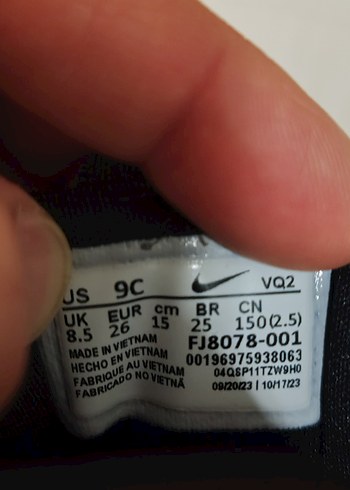 US 9C VQ2
UK EUR cm BR CN
8.5 26 15 25 150(2.5)
MADE IN VIETNAM
HECHO EN VIETNAM
FABRIQUE AU VIETNAM
FABRICADO NO VIETNÃ
FJ8078-001
00196975938063
04QSP11TZW9H0
09/20/23 | 10/17/23